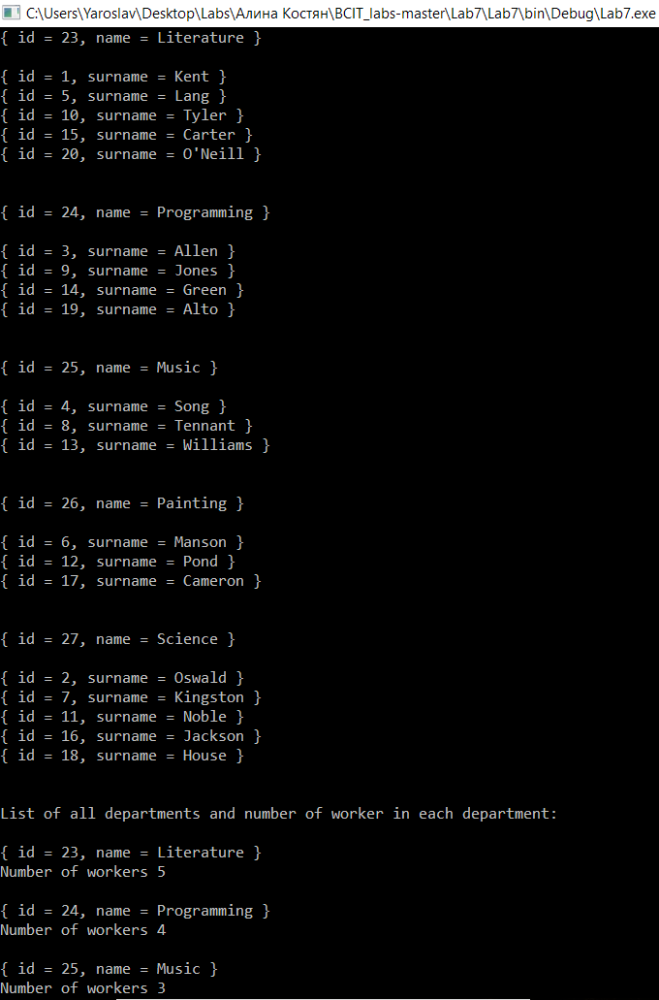 C:\Users\Yaroslav\Desktop\Labs\Алина Костян\BCIT_labs-master\Lab7\Lab7\bin\Debug\Lab7.exe
{ id = 23, name = Literature }
{ id = 1, surname = Kent }
{ id = 5, surname = Lang }
{ id = 10, surname = Tyler }
{ id = 15, surname = Carter }
{ id = 20, surname = O'Neill }
{ id = 24, name = Programming }
{ id = 3, surname = Allen }
{ id = 9, surname = Jones }
{ id = 14, surname = Green }
{ id = 19, surname = Alto }
{ id = 25, name = Music }
{ id = 4, surname = Song }
{ id = 8, surname = Tennant }
{ id = 13, surname = Williams }
{ id = 26, name = Painting }
{ id = 6, surname = Manson }
{ id = 12, surname = Pond }
{ id = 17, surname = Cameron }
{ id = 27, name = Science }
{ id = 2, surname = Oswald }
{ id = 7, surname = Kingston }
{ id = 11, surname = Noble }
{ id = 16, surname = Jackson }
{ id = 18, surname = House }
List of all departments and number of worker in each department:
{ id = 23, name = Literature }
Number of workers 5
{ id = 24, name = Programming }
Number of workers 4
{ id = 25, name = Music }
Number of workers 3